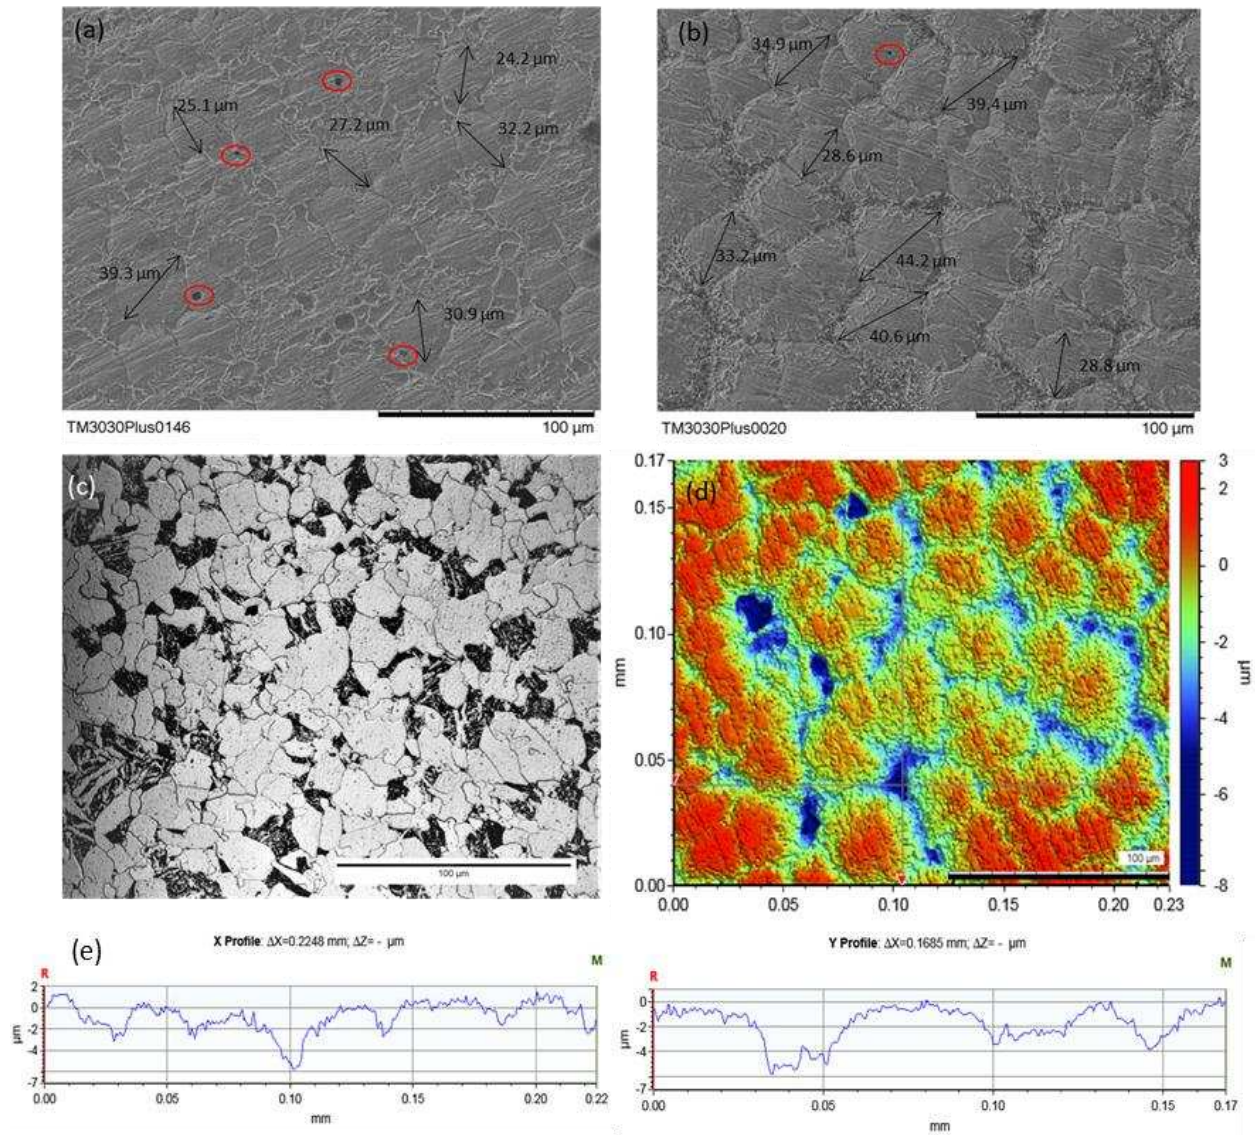 (a)
24.2 µm
25.1 µm
27.2 µm
32.2 µm
39.3 µm
30.9 µm
TM3030Plus0146
100 µm
(b)
34.9 µm
39.4 µm
28.6 µm
33.2 µm
44.2 µm
40.6 µm
28.8 µm
TM3030Plus0020
100 µm
(c)
100 µm
(d)
0.17
0.15
0.10
0.05
0.00
mm
0.00
0.05
0.10
0.15
0.20
0.23
mm
100 µm
3
2
0
-2
-4
-6
-8
µm
(e)
X Profile: ΔX=0.2248 mm; ΔZ= - µm
R
M
2
0
-2
-4
-7
µm
0.00
0.05
0.10
0.15
0.20
0.22
mm
Y Profile: ΔX=0.1685 mm; ΔZ= - µm
R
M
0
-2
-4
-7
µm
0.00
0.05
0.10
0.15
0.17
mm